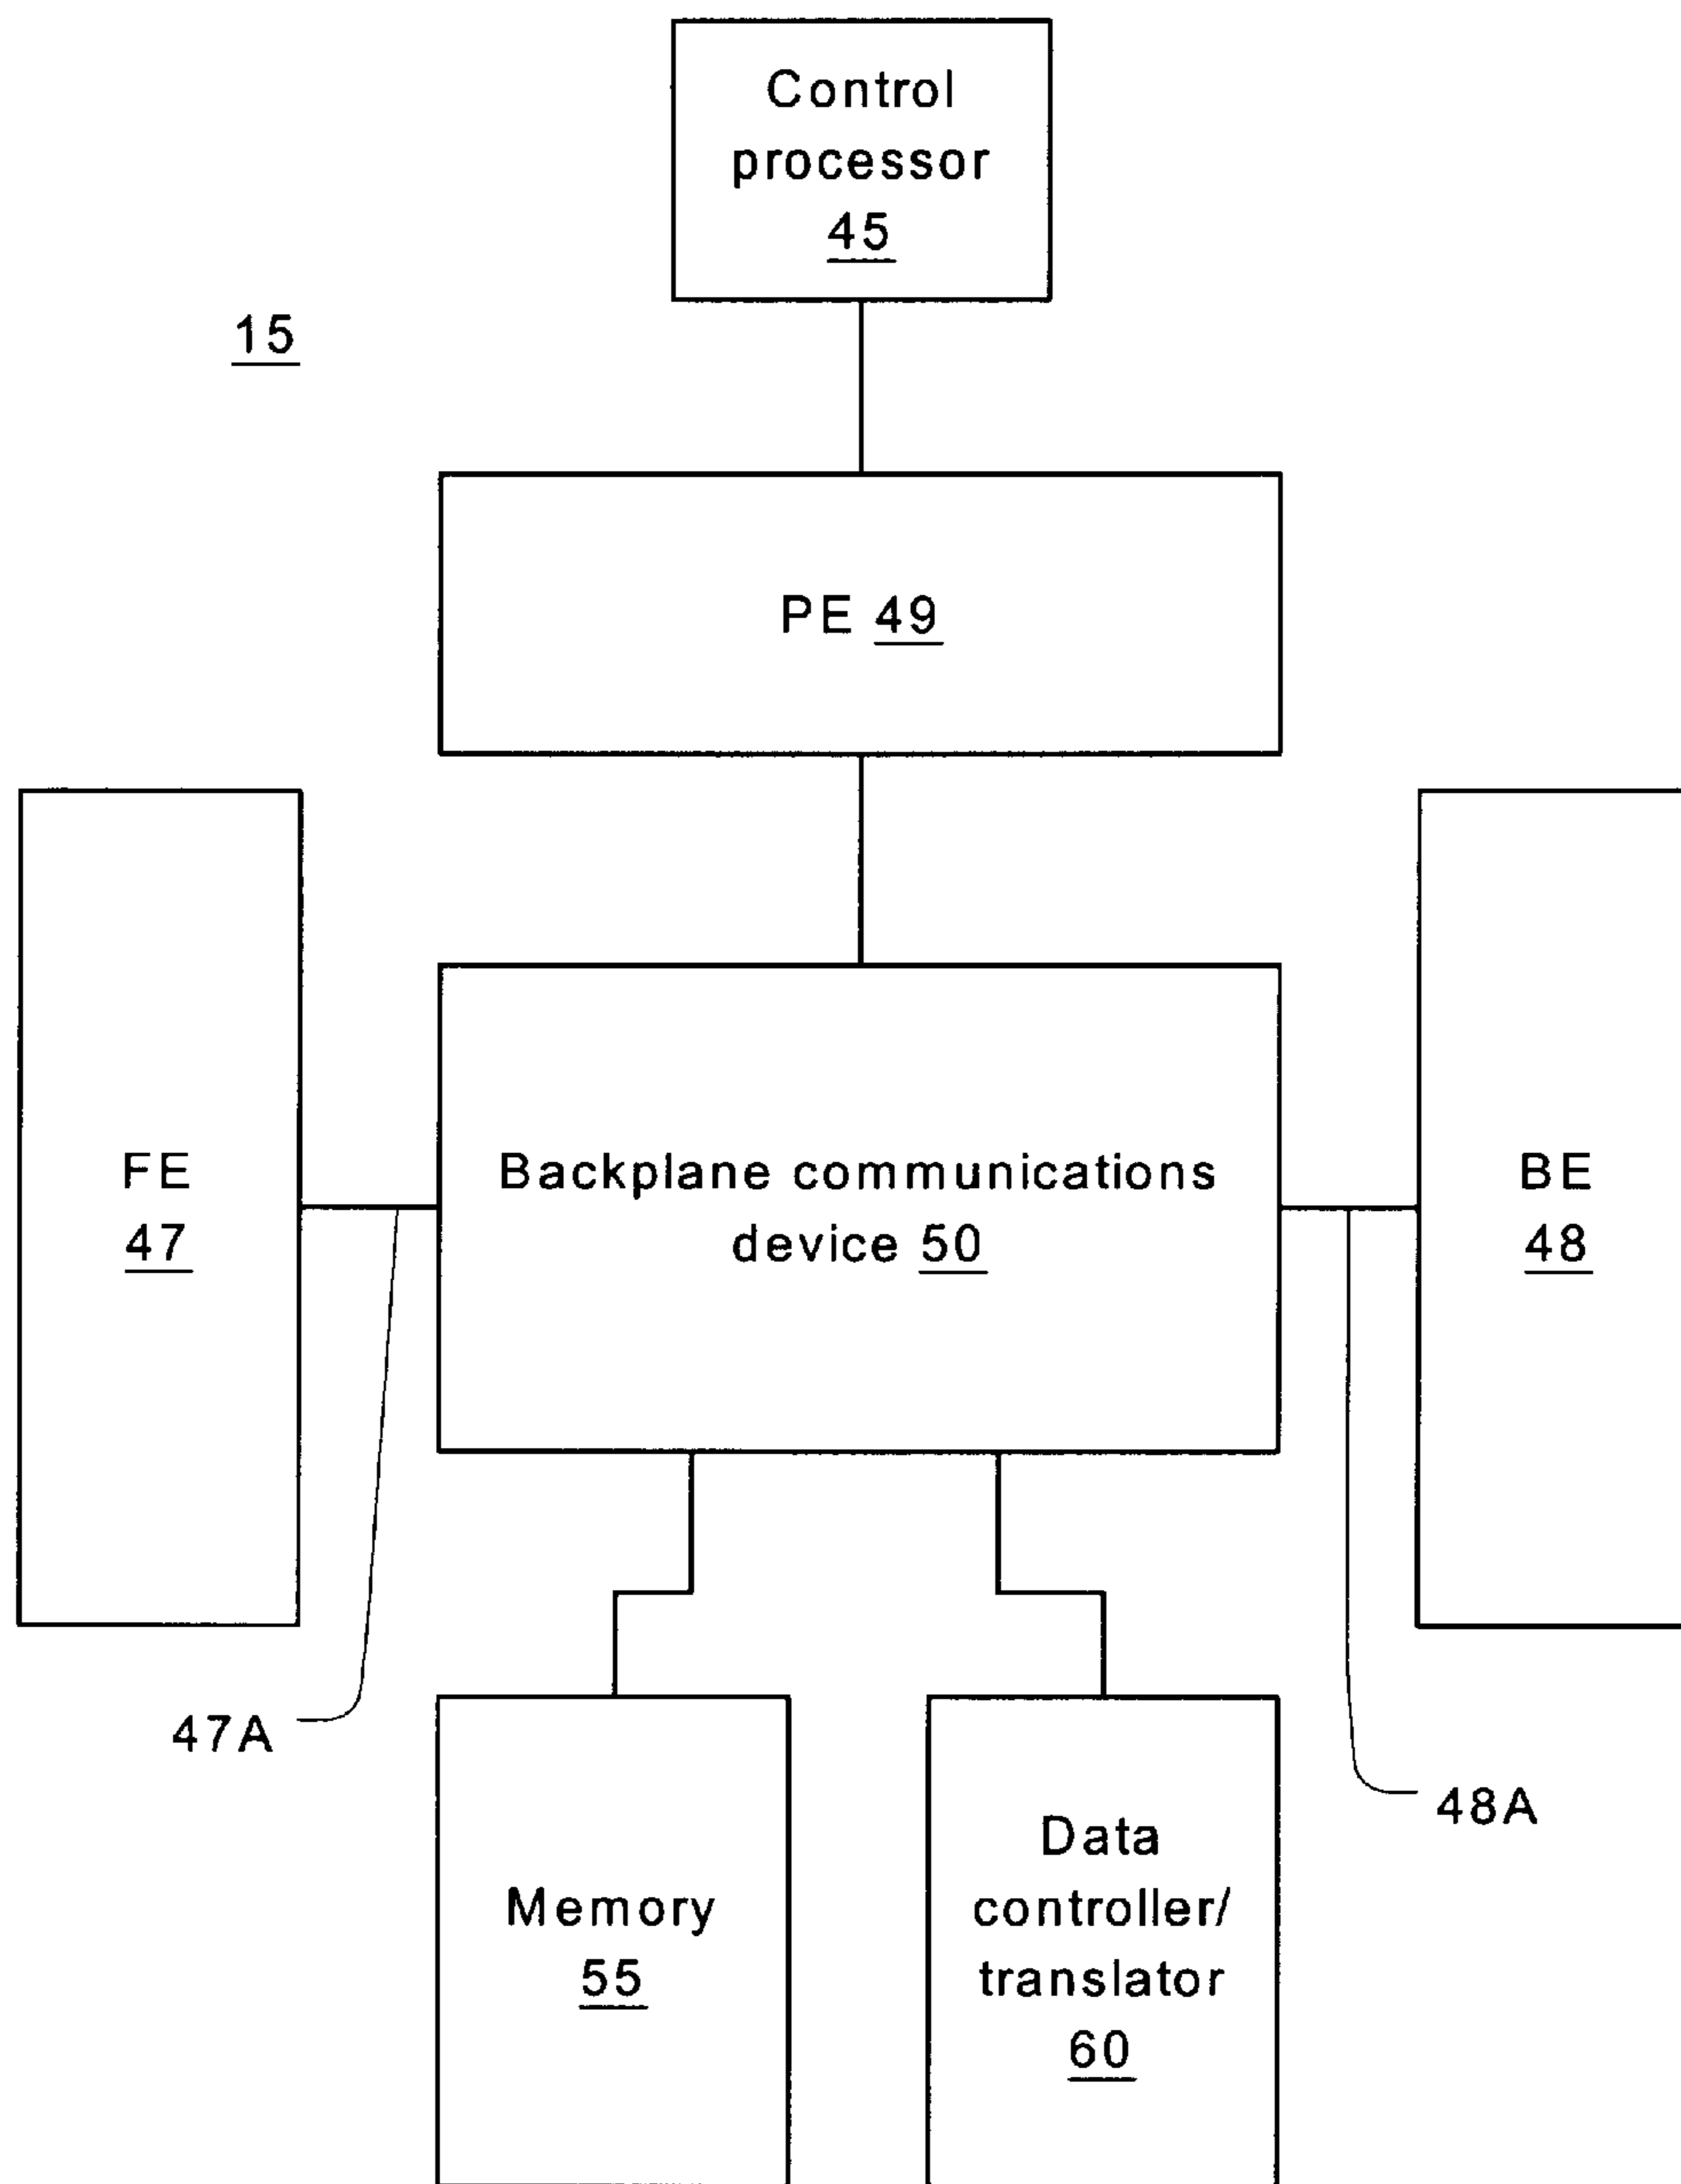 Control
processor
45
15
PE 49
FE
47
Backplane communications
device 50
BE
48
47A
48A
Memory
55
Data
controller/
translator
60